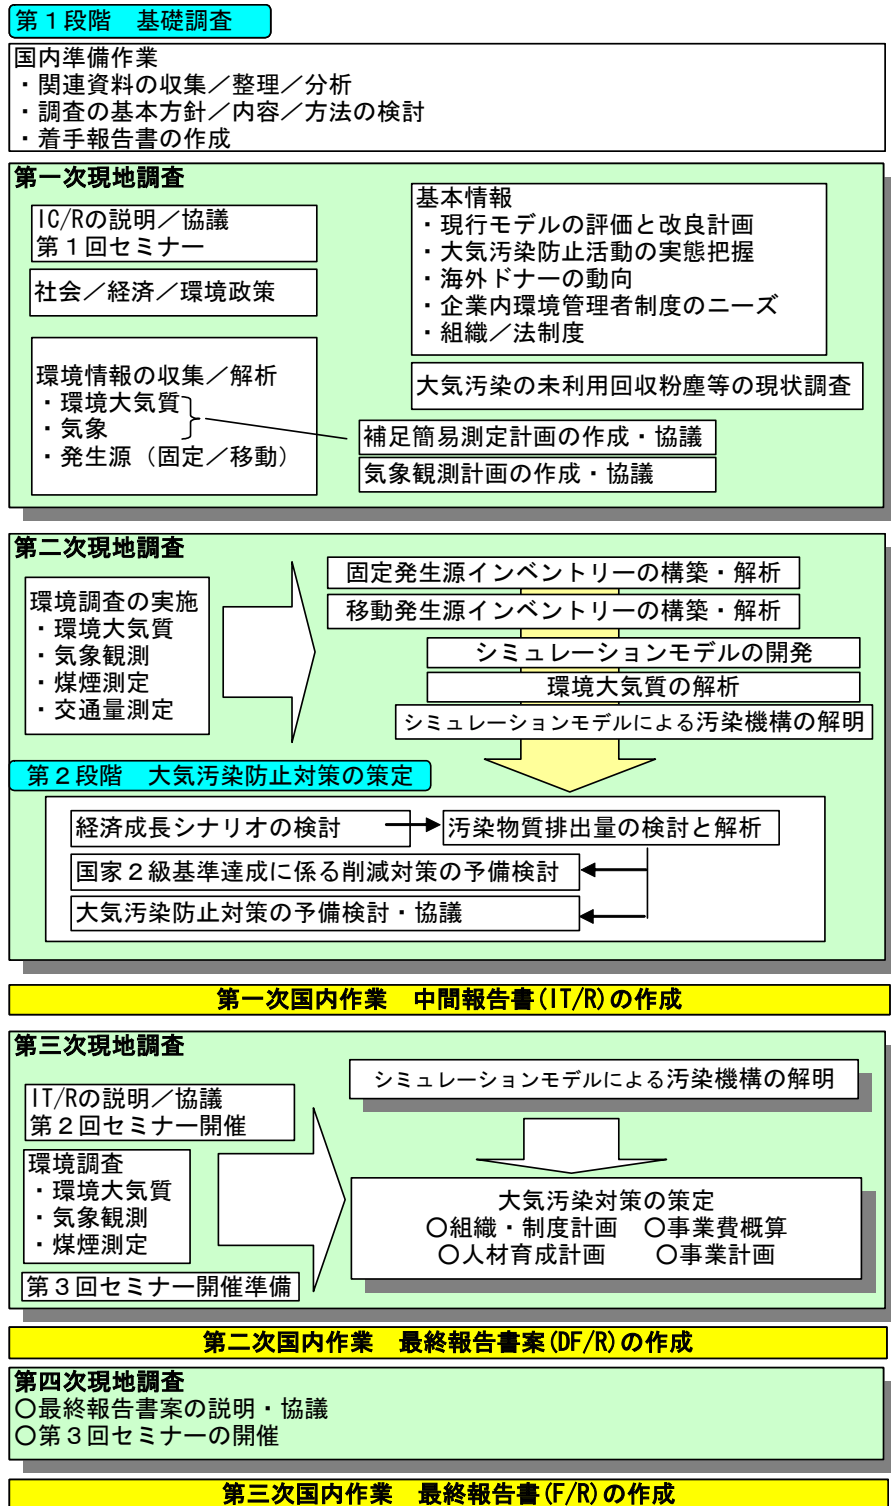 第１段階　基礎調査
国内準備作業
・関連資料の収集／整理／分析
・調査の基本方針／内容／方法の検討
・着手報告書の作成
第一次現地調査
IC/Rの説明／協議
第１回セミナー
社会／経済／環境政策
環境情報の収集／解析
・環境大気質
・気象
・発生源（固定／移動）
基本情報
・現行モデルの評価と改良計画
・大気汚染防止活動の実態把握
・海外ドナーの動向
・企業内環境管理者制度のニーズ
・組織／法制度
大気汚染の未利用回収粉塵等の現状調査
補足簡易測定計画の作成・協議
気象観測計画の作成・協議
第二次現地調査
環境調査の実施
・環境大気質
・気象観測
・煤煙測定
・交通量測定
固定発生源インベントリーの構築・解析
移動発生源インベントリーの構築・解析
シミュレーションモデルの開発
環境大気質の解析
シミュレーションモデルによる汚染機構の解明
第２段階　大気汚染防止対策の策定
経済成長シナリオの検討
汚染物質排出量の検討と解析
国家２級基準達成に係る削減対策の予備検討
大気汚染防止対策の予備検討・協議
第一次国内作業　中間報告書(IT/R)の作成
第三次現地調査
IT/Rの説明／協議
第２回セミナー開催
環境調査
・環境大気質
・気象観測
・煤煙測定
第３回セミナー開催準備
シミュレーションモデルによる汚染機構の解明
大気汚染対策の策定
○組織・制度計画　○事業費概算
○人材育成計画　　○事業計画
第二次国内作業　最終報告書案(DF/R)の作成
第四次現地調査
○最終報告書案の説明・協議
○第３回セミナーの開催
第三次国内作業　最終報告書(F/R)の作成